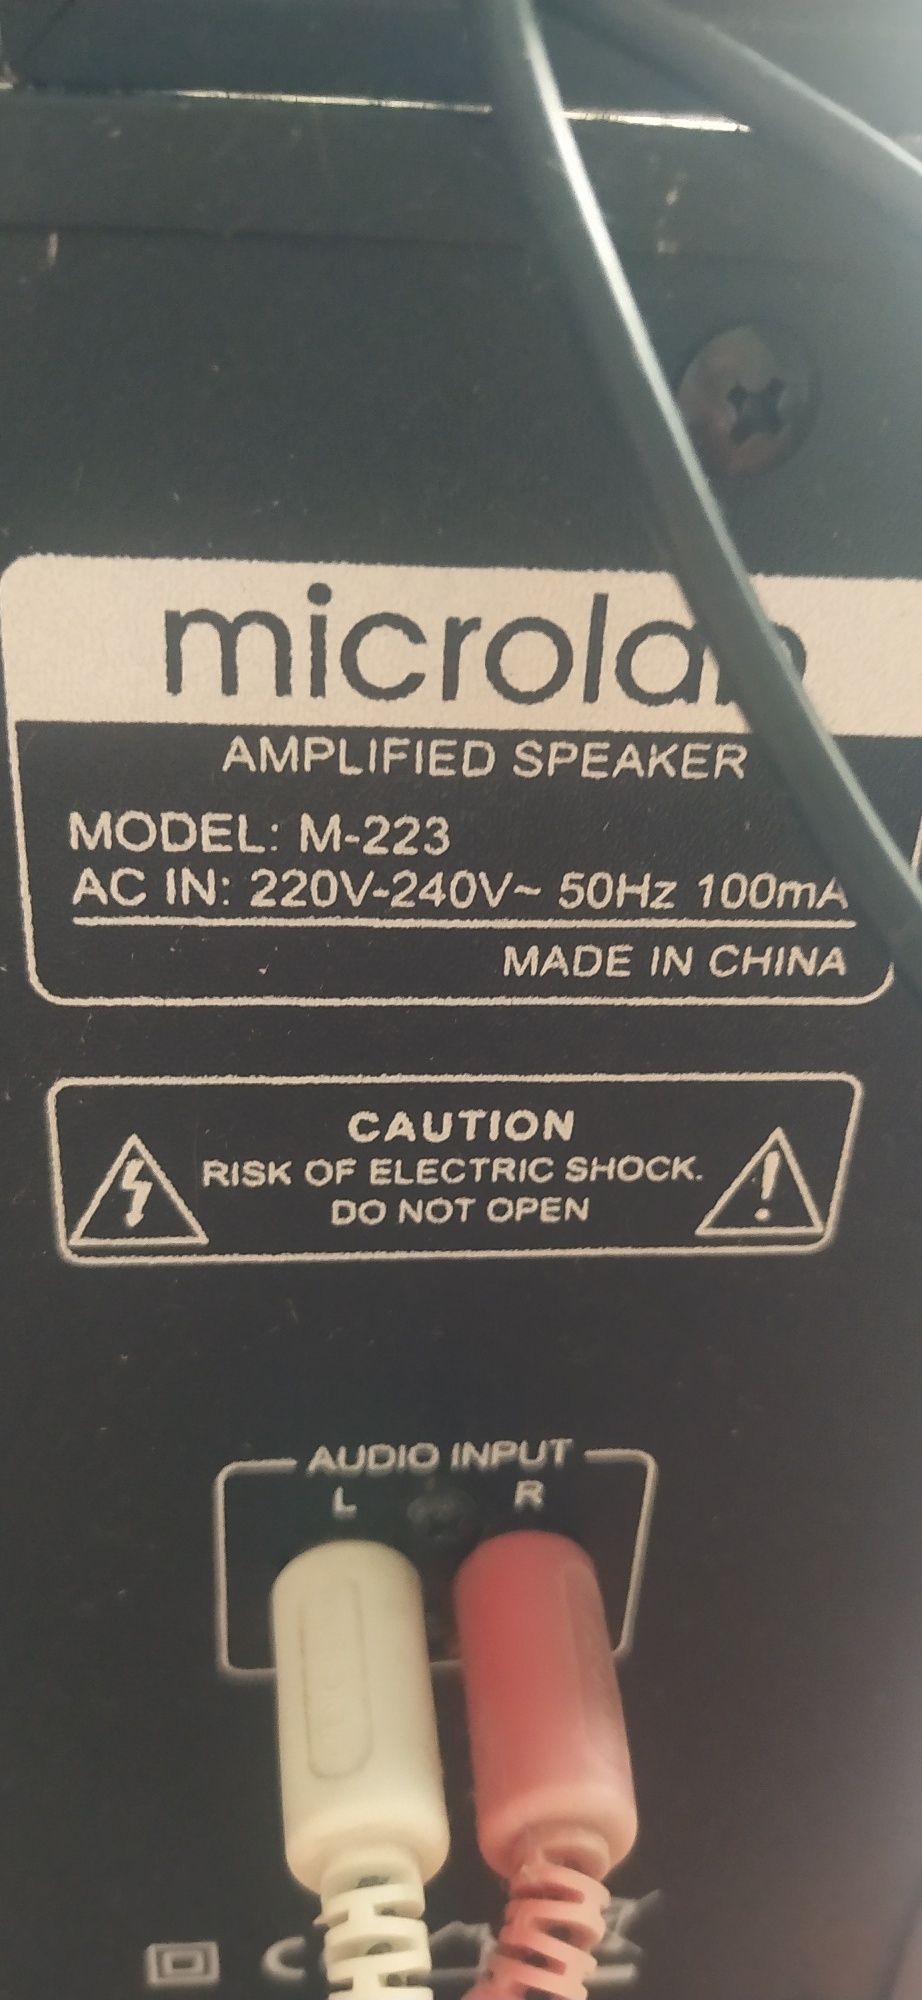 microlab
AMPLIFIED SPEAKER
MODEL: M-223
AC IN: 220V-240V~ 50Hz 100mA
MADE IN CHINA
CAUTION
RISK OF ELECTRIC SHOCK.
DO NOT OPEN
AUDIO INPUT
L R